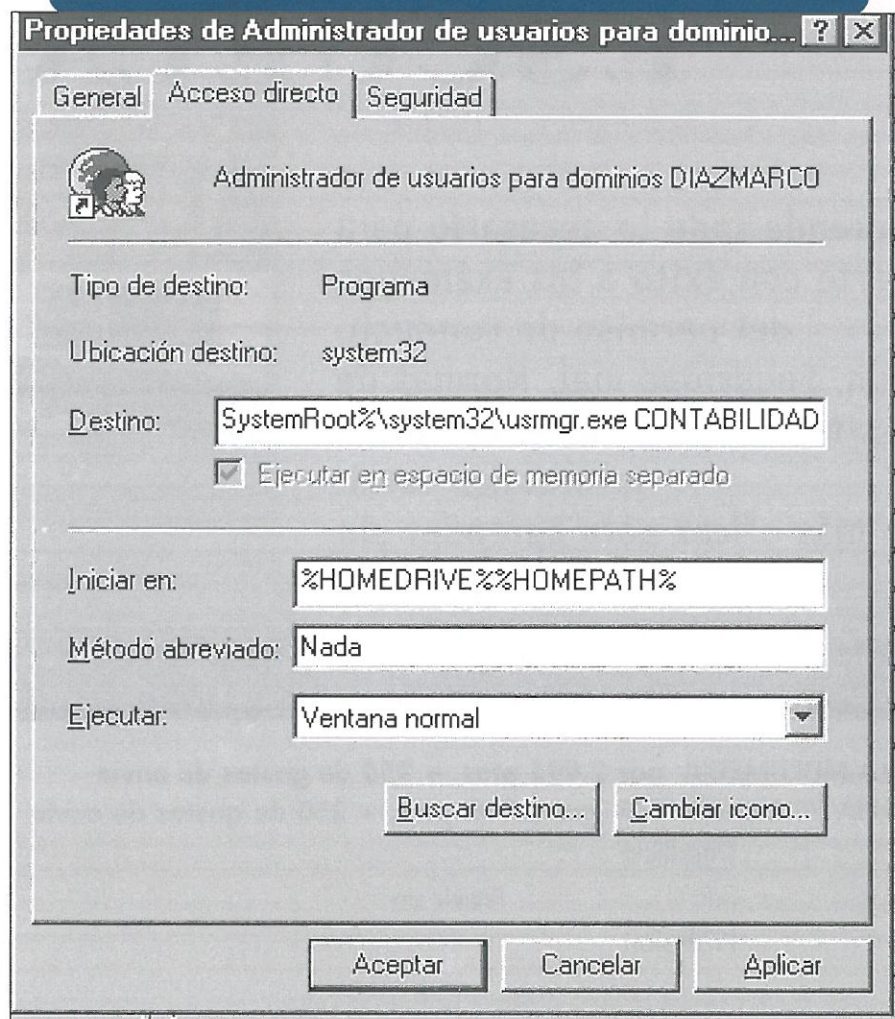 Propiedades de Administrador de usuarios para dominio... ? X
General Acceso directo Seguridad
Administrador de usuarios para dominios DIAZMARCO
Tipo de destino: Programa
Ubicación destino: system32
Destino: SystemRoot%\system32\usrmgr.exe CONTABILIDAD
Ejecutar en espacio de memoria separado
Iniciar en: %HOMEDRIVE%%HOMEPATH%
Método abreviado: Nada
Ejecutar: Ventana normal
Buscar destino... Cambiar icono...
Aceptar Cancelar Aplicar